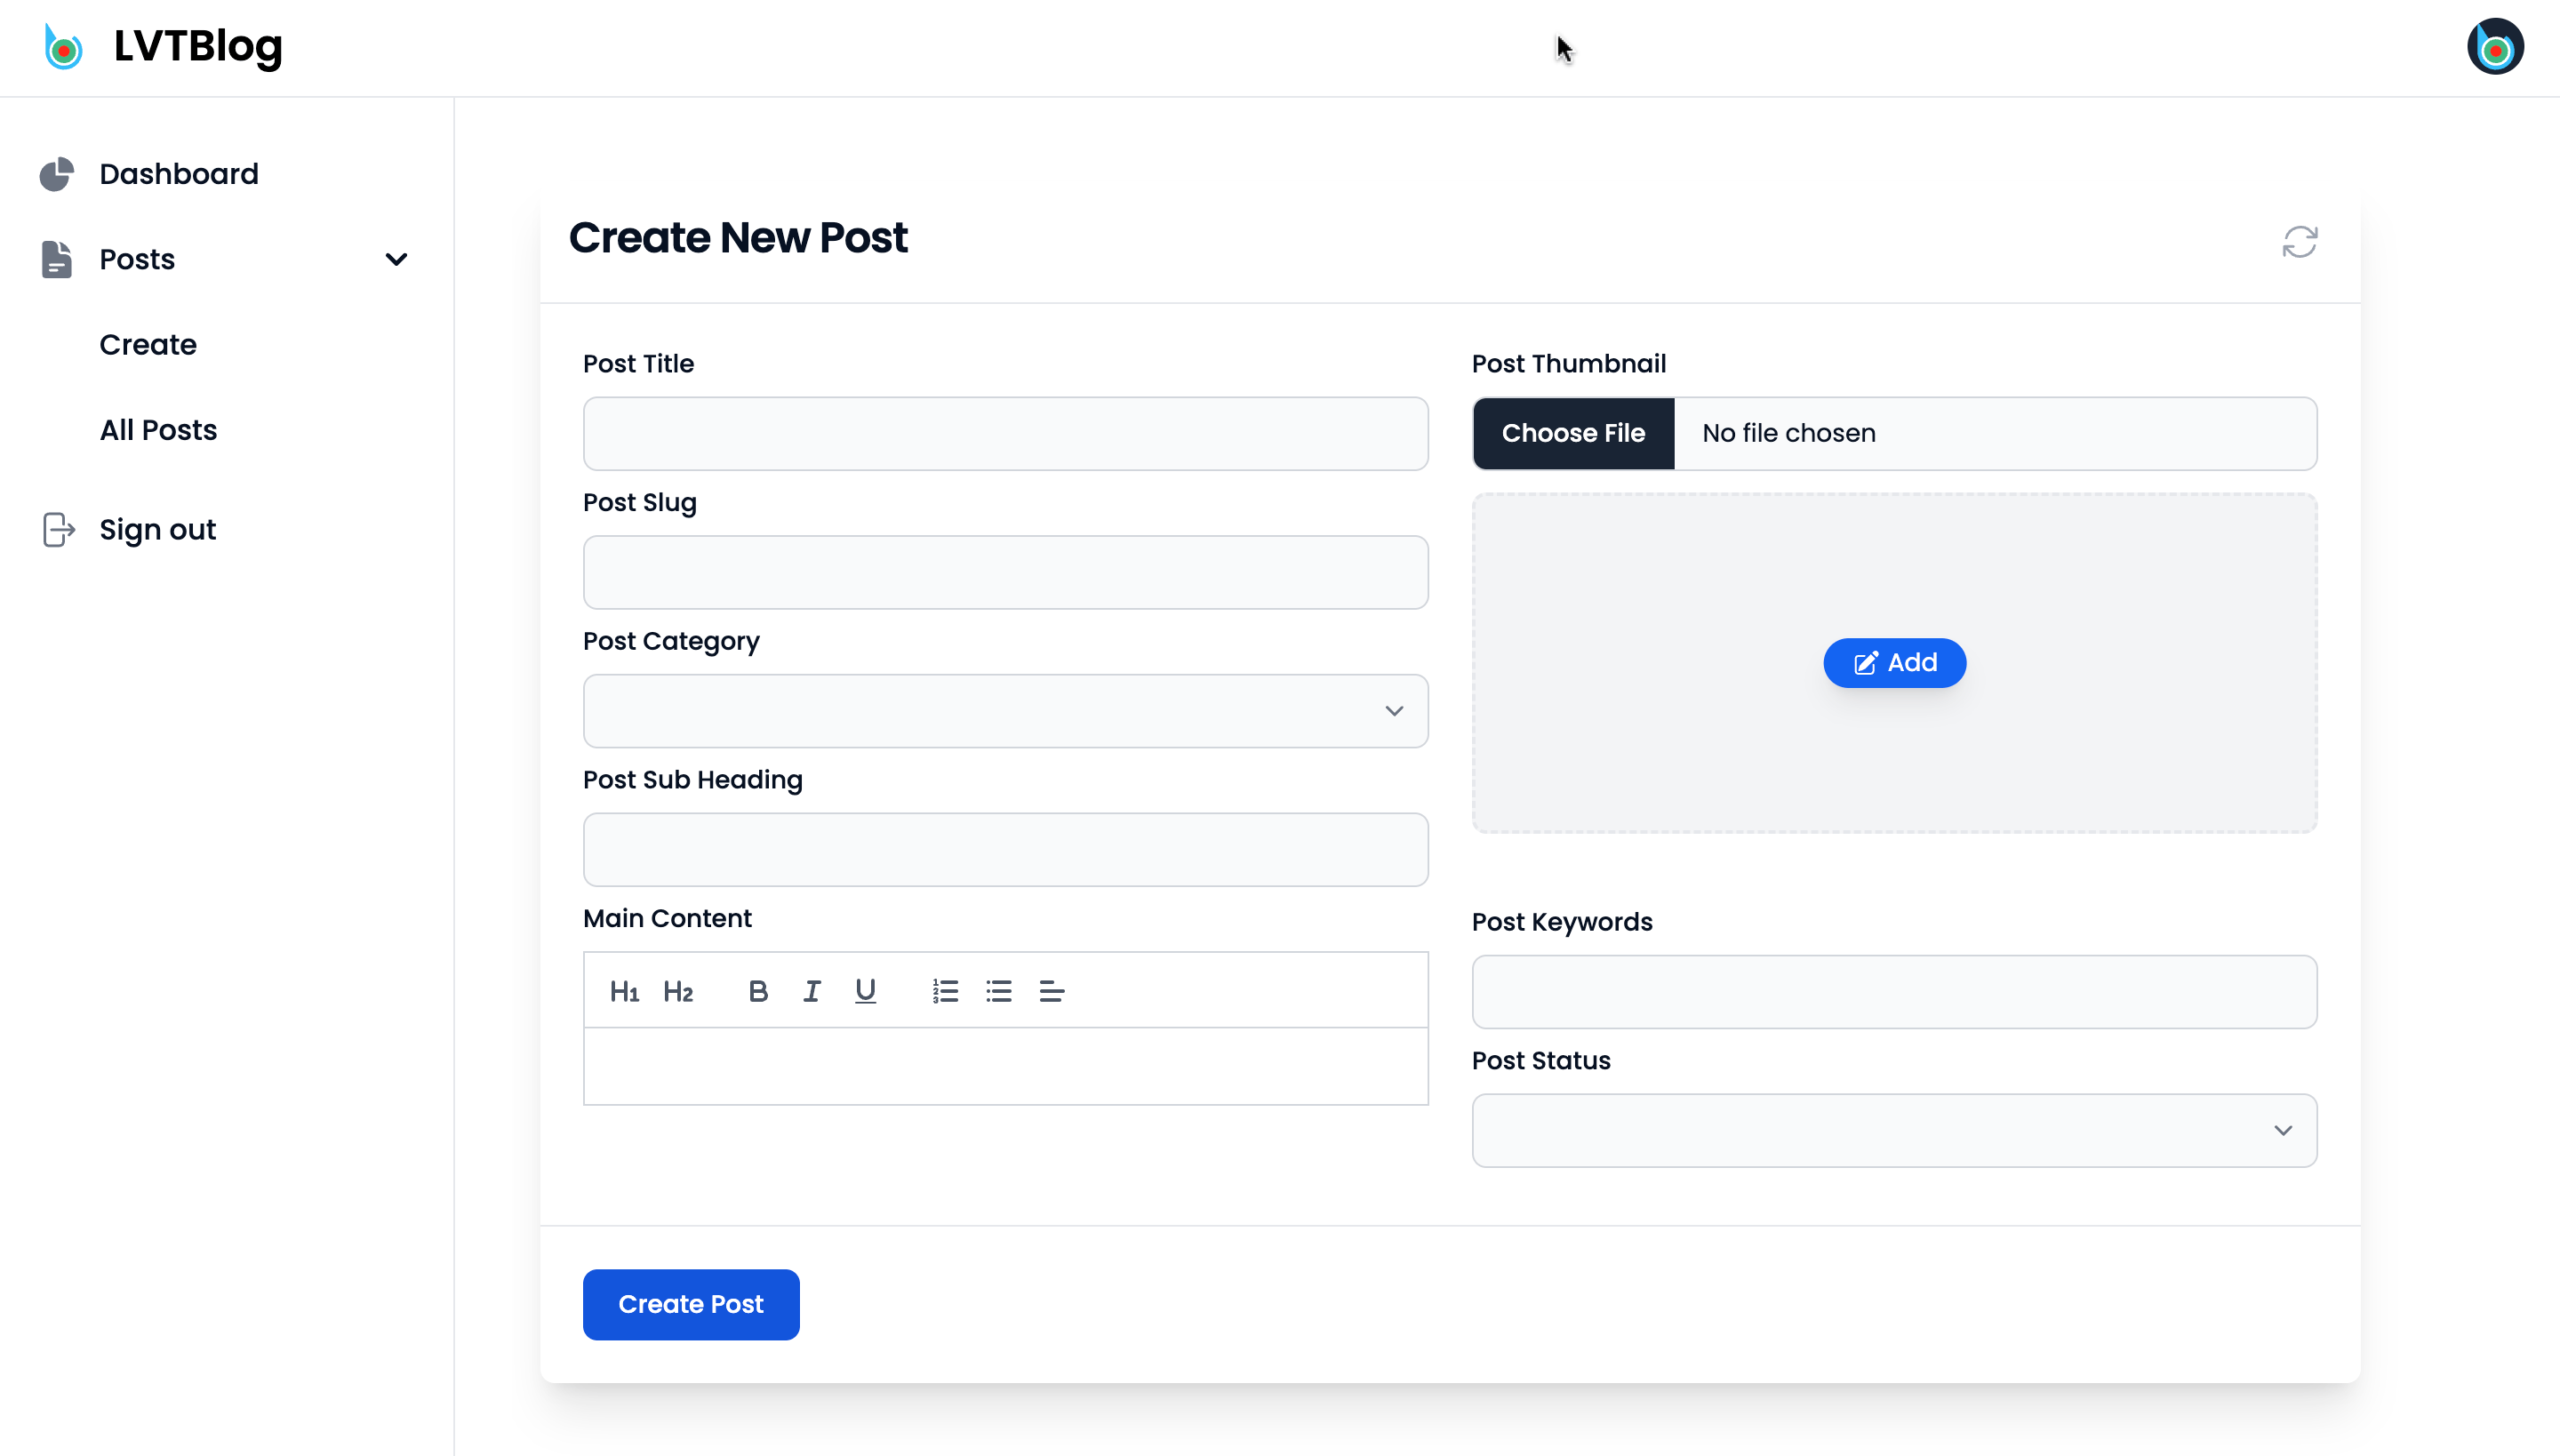 LVTBlog
Dashboard
Posts
Create
All Posts
Sign out
Create New Post
Post Title
Post Slug
Post Category
Post Sub Heading
Main Content
H1 H2 B I U
Post Thumbnail
Choose File No file chosen
Add
Post Keywords
Post Status
Create Post